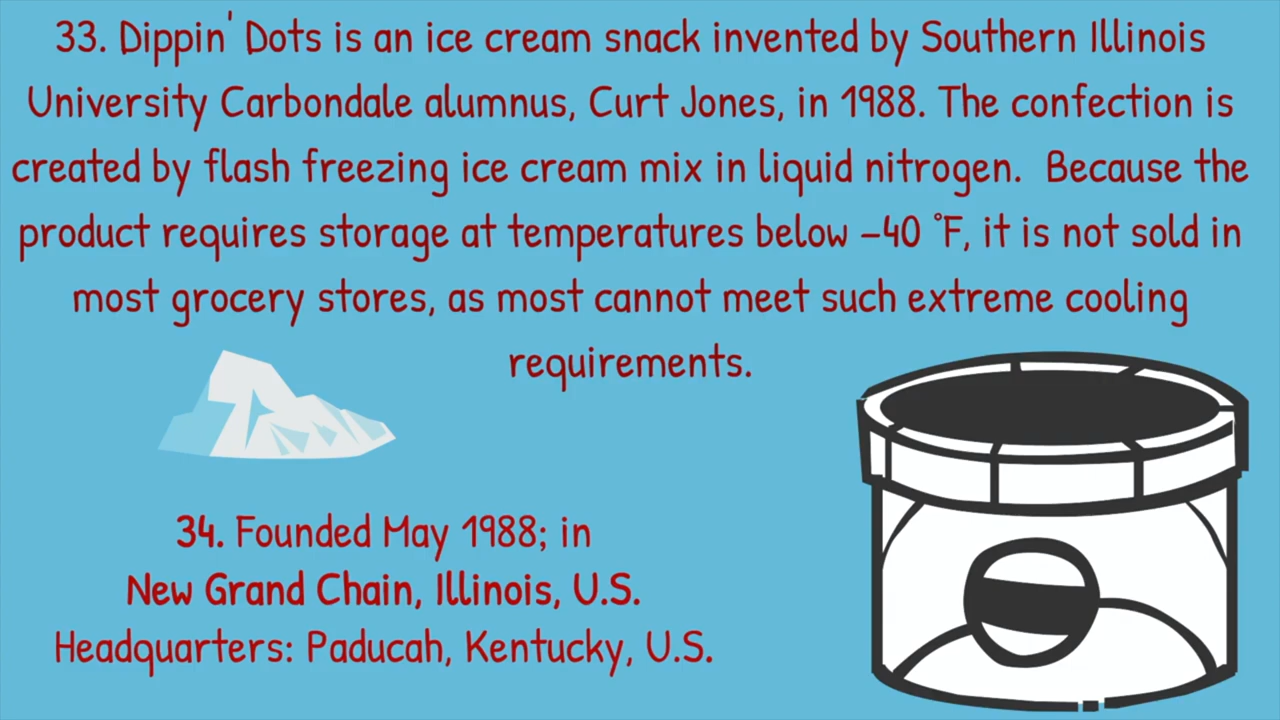 33. Dippin' Dots is an ice cream snack invented by Southern Illinois
University Carbondale alumnus, Curt Jones, in 1988. The confection is
created by flash freezing ice cream mix in liquid nitrogen. Because the
product requires storage at temperatures below −40 °F, it is not sold in
most grocery stores, as most cannot meet such extreme cooling
requirements.
34. Founded May 1988; in
New Grand Chain, Illinois, U.S.
Headquarters: Paducah, Kentucky, U.S.